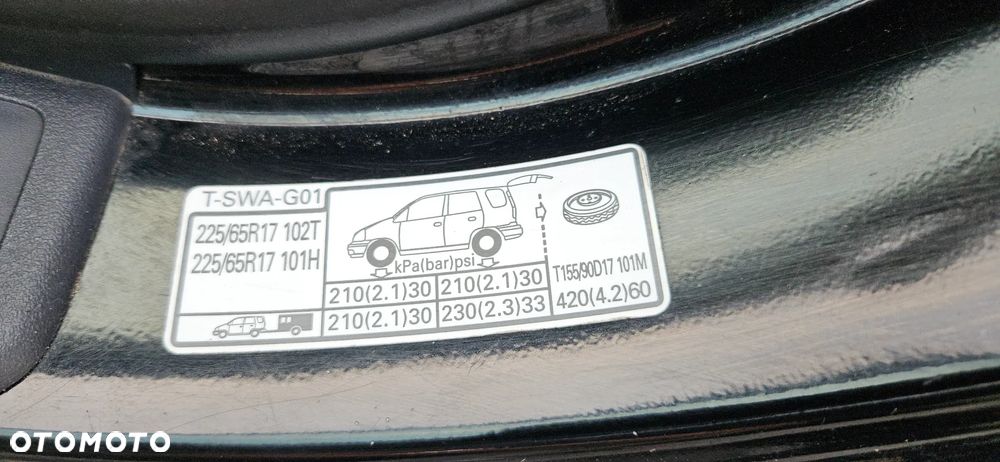 T-SWA-G01
225/65R17 102T
225/65R17 101H
kPa(bar)psi
T155/90D17 101M
210(2.1)30 210(2.1)30
420(4.2)60
210(2.1)30 230(2.3)33
OTOMOTO